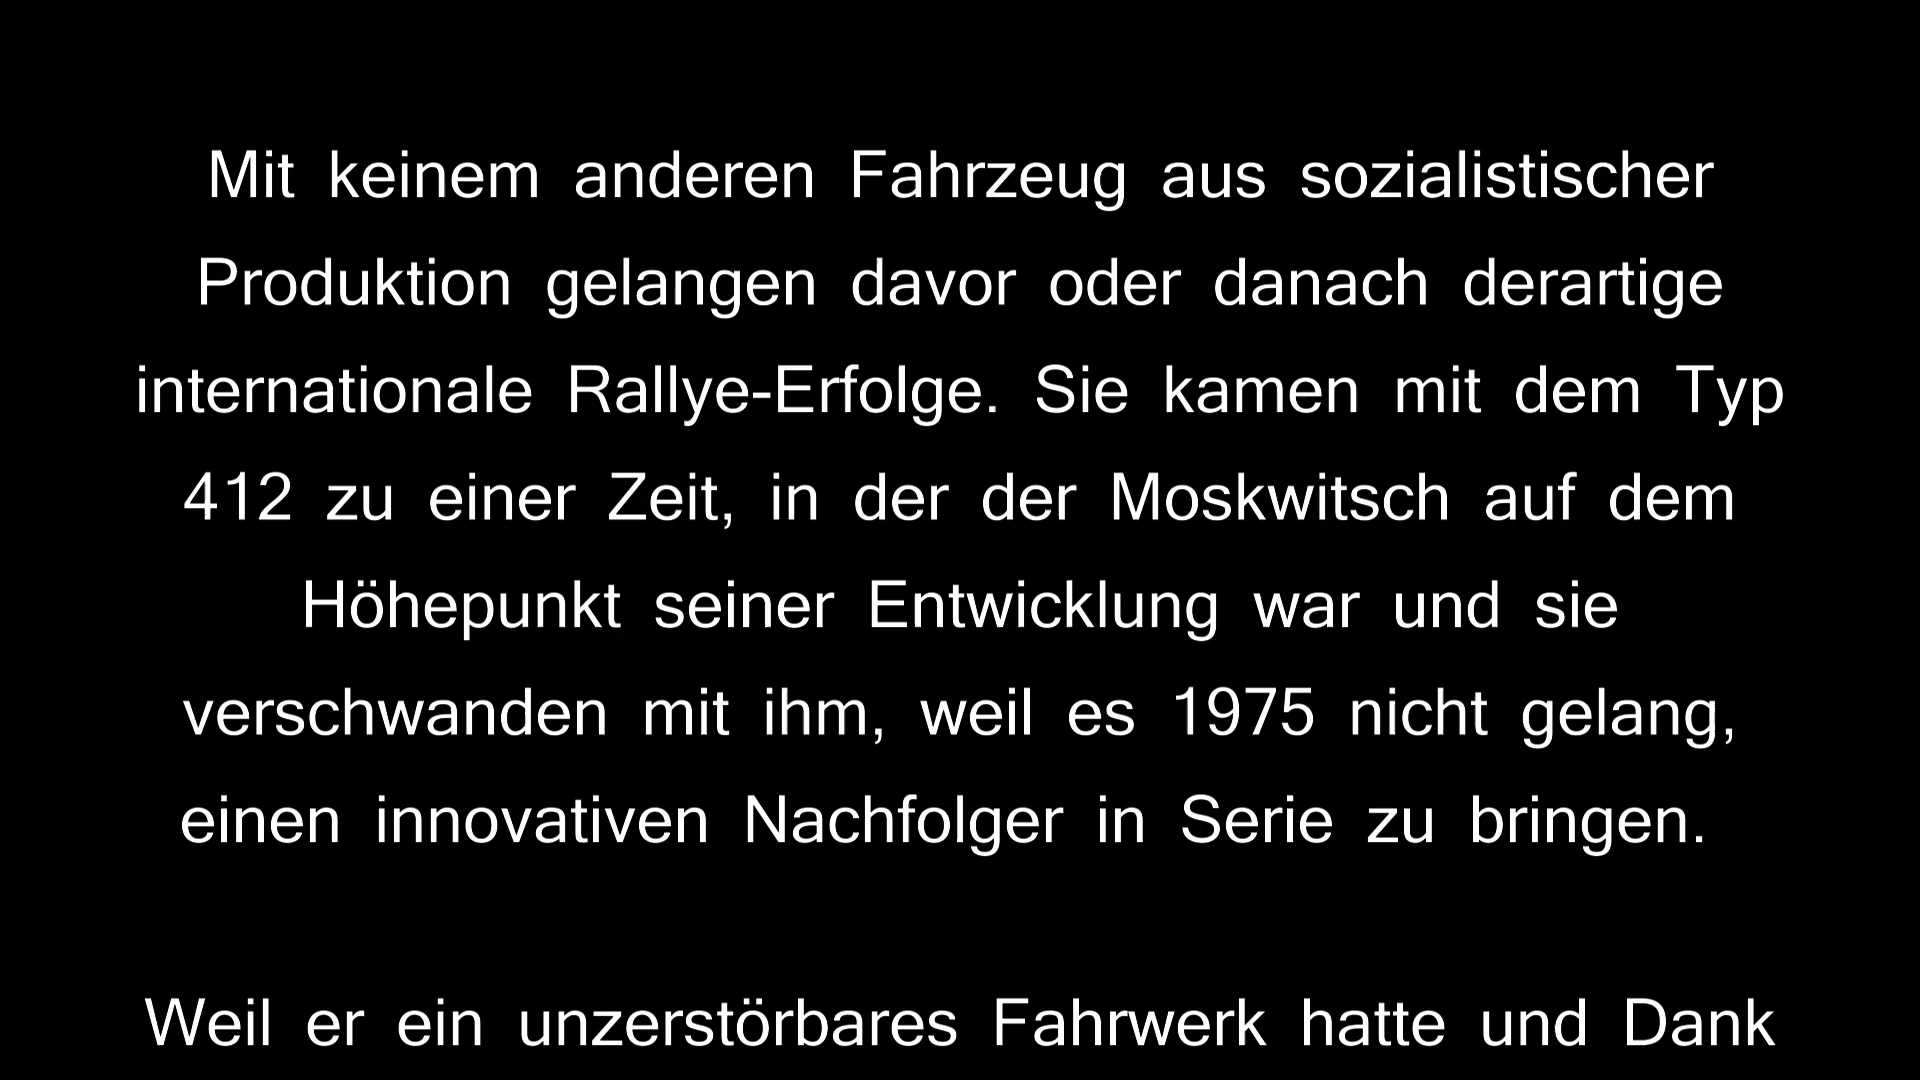 Mit keinem anderen Fahrzeug aus sozialistischer
Produktion gelangen davor oder danach derartige
internationale Rallye-Erfolge. Sie kamen mit dem Typ
412 zu einer Zeit, in der der Moskwitsch auf dem
Höhepunkt seiner Entwicklung war und sie
verschwanden mit ihm, weil es 1975 nicht gelang,
einen innovativen Nachfolger in Serie zu bringen.
Weil er ein unzerstörbares Fahrwerk hatte und Dank